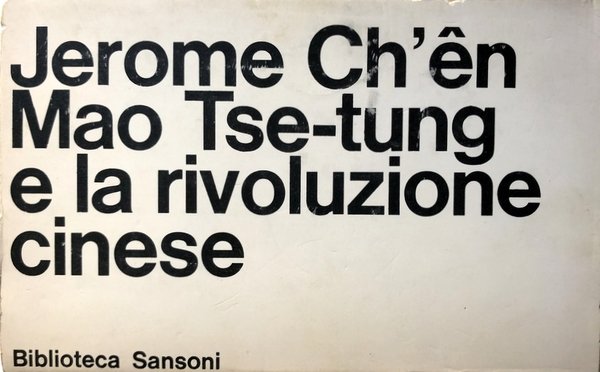 Jerome Ch'ên
Mao Tse-tung
e la rivoluzione
cinese
Biblioteca Sansoni